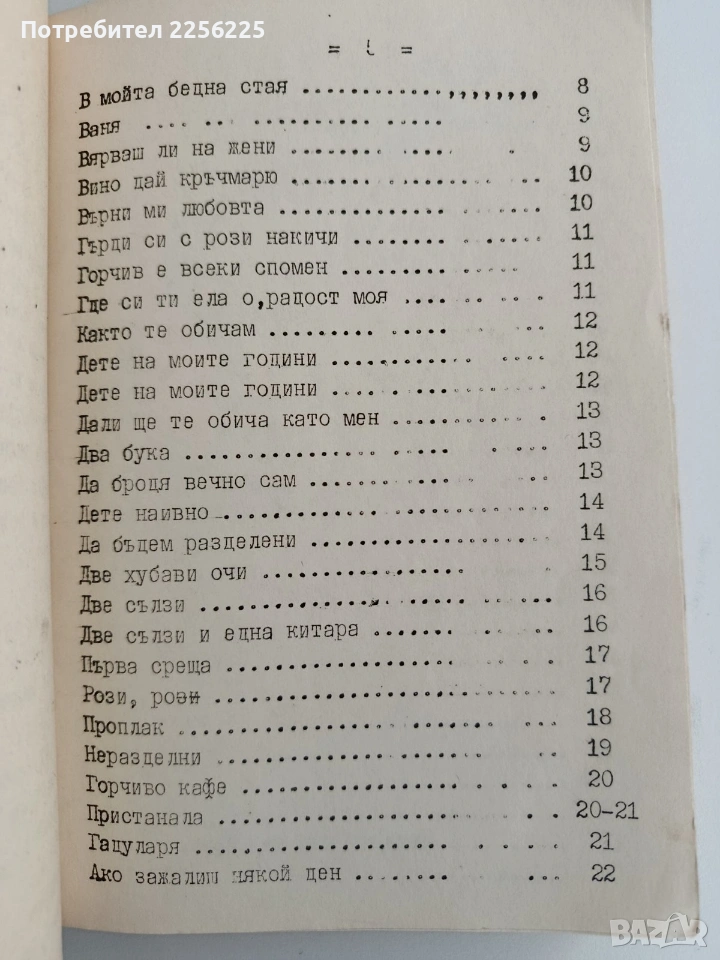 Потребител 2256225
= =
В мойта бедна стая ..............,,,,,,,, 8
Ваня .... .. ........... ..... 9
Вярваш ли на жени ........... ... . 9
Вино дай кръчмарю ............. . .. 10
Върни ми любовта ............. .... 10
Гърди си с рози накичи ........ . ..... 11
Горчив е всеки спомен ......... .... 11
Где си ти ела о,радост моя .... .. ... 11
Както те обичам ......... ..... .. 12
Дете на моите години ............ .... 12
Дете на моите години ............ . ... 12
Дали ще те обича като мен .............. 13
Два бука ................ ... . ... 13
Да бродя вечно сам ............ .. 13
Дете наивно ................... . .... 14
Да бъдем разделени ..................... 14
Две хубави очи ................ . 15
Две сълзи ....................... ... 16
Две сълзи и една китара ....... ... .... 16
Първа среща ................... . .... 17
Рози, рози ............................. 17
Проплак ..................... .. ... 18
Неразделни .................. . ... 19
Горчиво кафе ................ . . . 20
Пристанала .................... . ... 20-21
Гацуларя .................... . . . 21
Ако зажалиш някой ден ........ ... .. 22
BAZAR